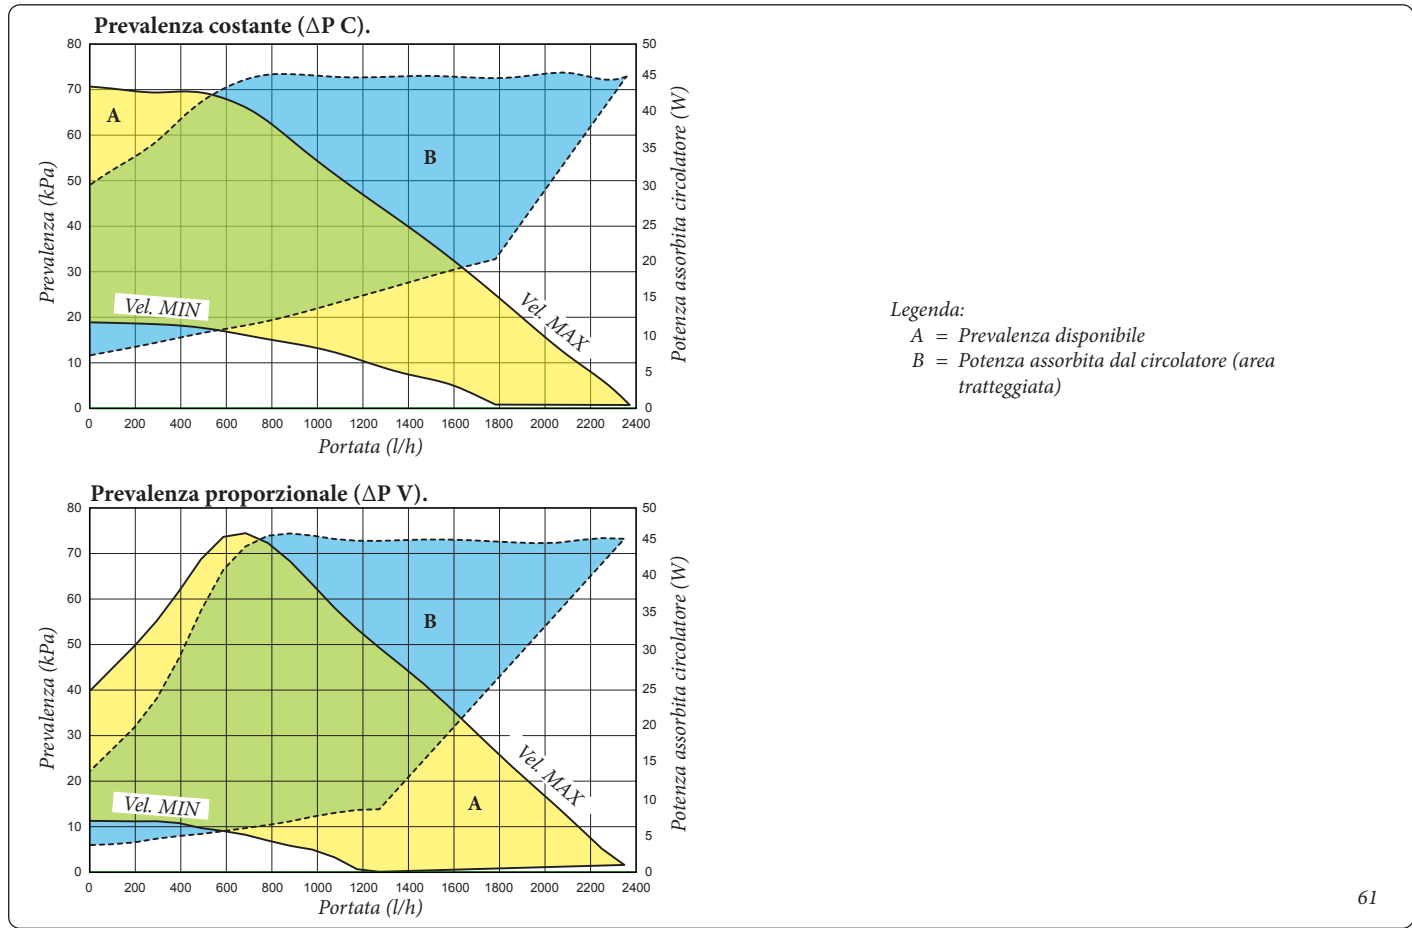 Prevalenza costante (ΔP C).
80
70
60
50
40
30
20
10
0
50
45
40
35
30
25
20
15
10
5
0
0 200 400 600 800 1000 1200 1400 1600 1800 2000 2200 2400
Prevalenza (kPa)
Potenza assorbita circolatore (W)
Portata (l/h)
A
B
Vel. MIN
Vel. MAX
Legenda:
A = Prevalenza disponibile
B = Potenza assorbita dal circolatore (area
tratteggiata)
Prevalenza proporzionale (ΔP V).
80
70
60
50
40
30
20
10
0
50
45
40
35
30
25
20
15
10
5
0
0 200 400 600 800 1000 1200 1400 1600 1800 2000 2200 2400
Prevalenza (kPa)
Potenza assorbita circolatore (W)
Portata (l/h)
B
A
Vel. MIN
Vel. MAX
61